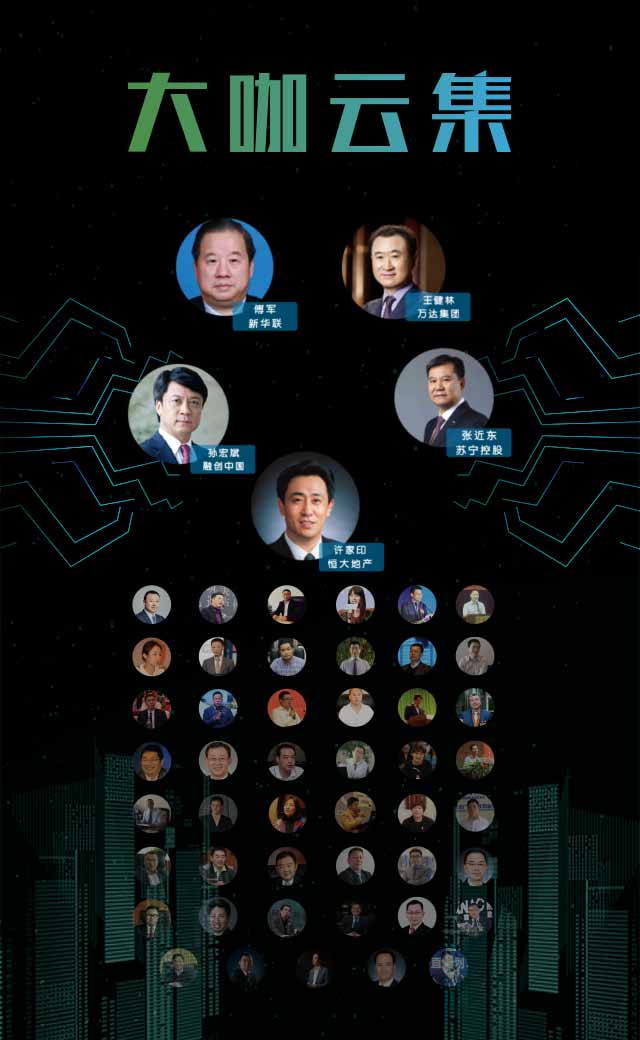 大咖云集
傅军
新华联
王健林
万达集团
孙宏斌
融创中国
张近东
苏宁控股
许家印
恒大地产